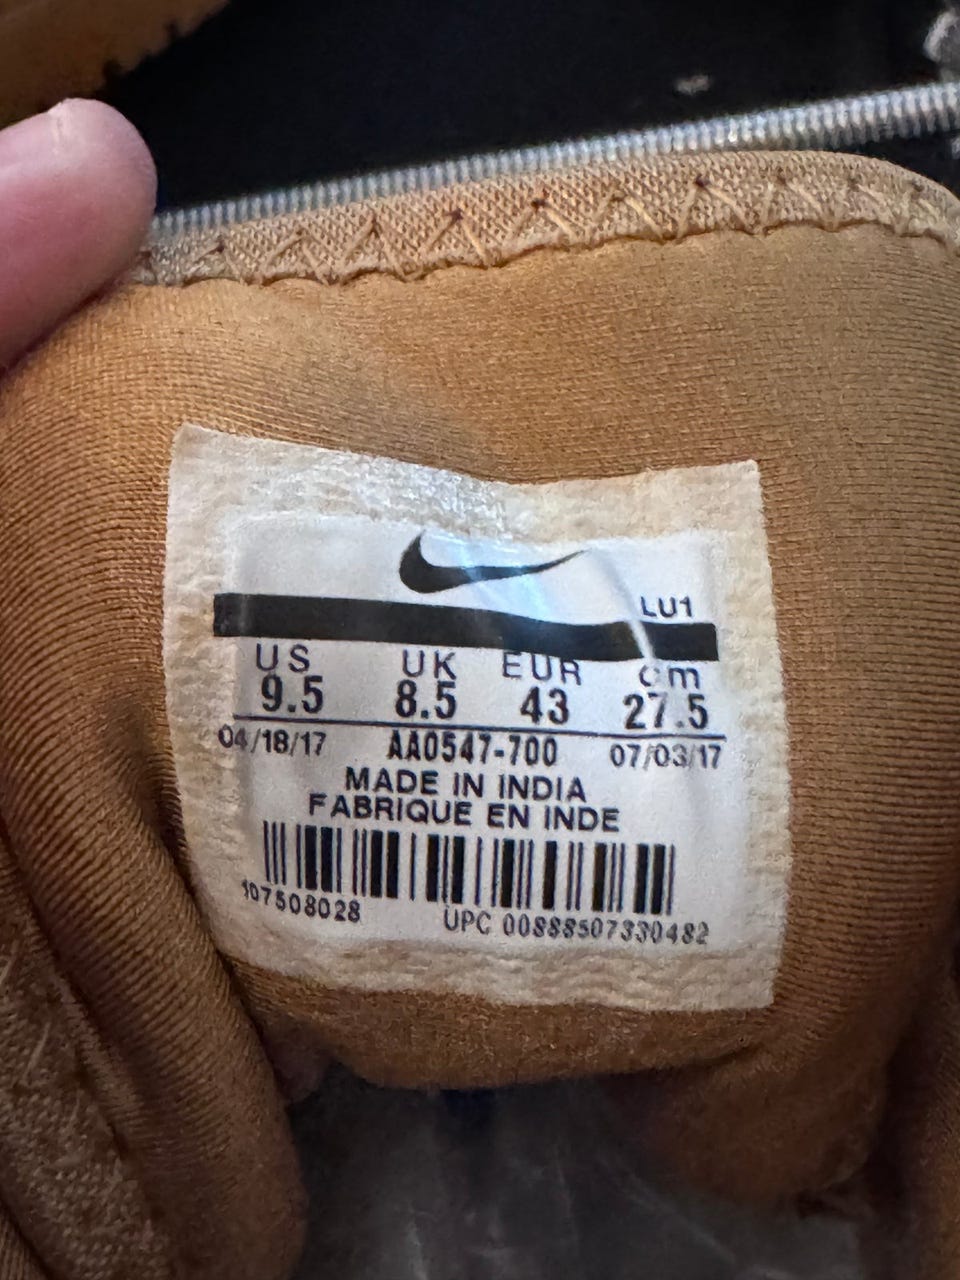 LU1
US UK EUR cm
9.5 8.5 43 27.5
04/18/17 AA0547-700 07/03/17
MADE IN INDIA
FABRIQUE EN INDE
107508028 UPC 00888507330482